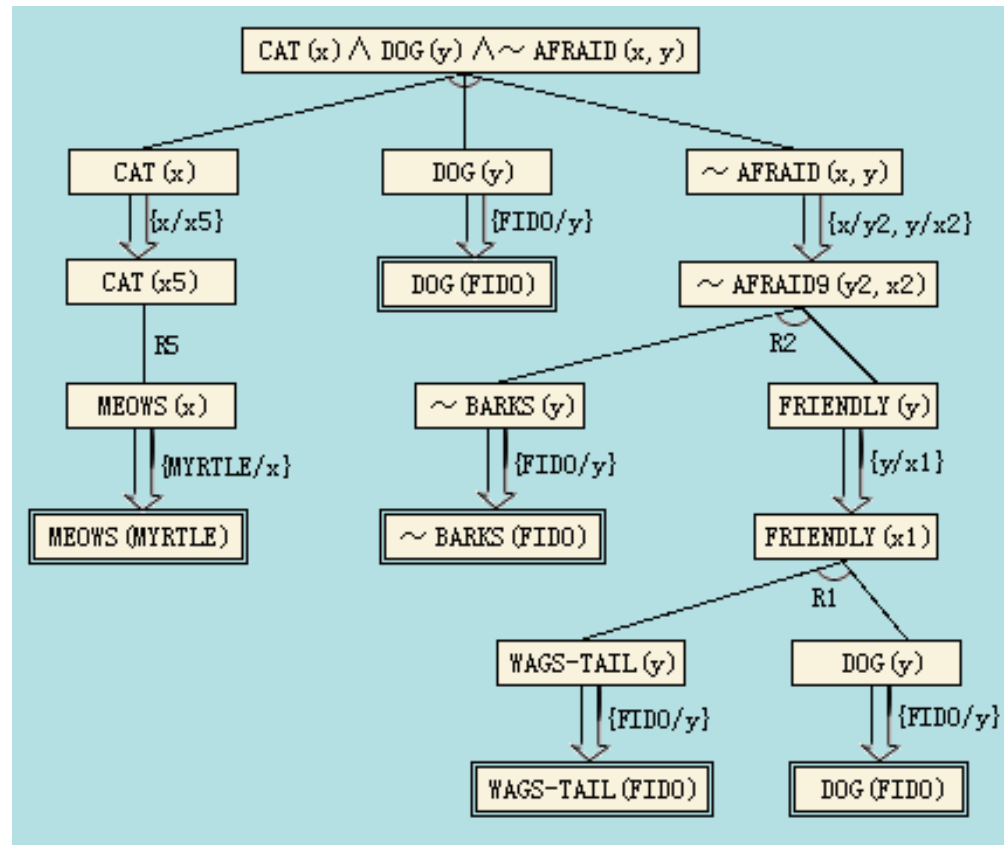 CAT(x)∧DOG(y)∧～AFRAID(x,y)
CAT(x)
DOG(y)
～AFRAID(x,y)
{x/x5}
{FIDO/y}
{x/y2,y/x2}
CAT(x5)
DOG(FIDO)
～AFRAID9(y2,x2)
R5
R2
MEOWS(x)
～BARKS(y)
FRIENDLY(y)
{MYRTLE/x}
{FIDO/y}
{y/x1}
MEOWS(MYRTLE)
～BARKS(FIDO)
FRIENDLY(x1)
R1
WAGS-TAIL(y)
DOG(y)
{FIDO/y}
{FIDO/y}
WAGS-TAIL(FIDO)
DOG(FIDO)